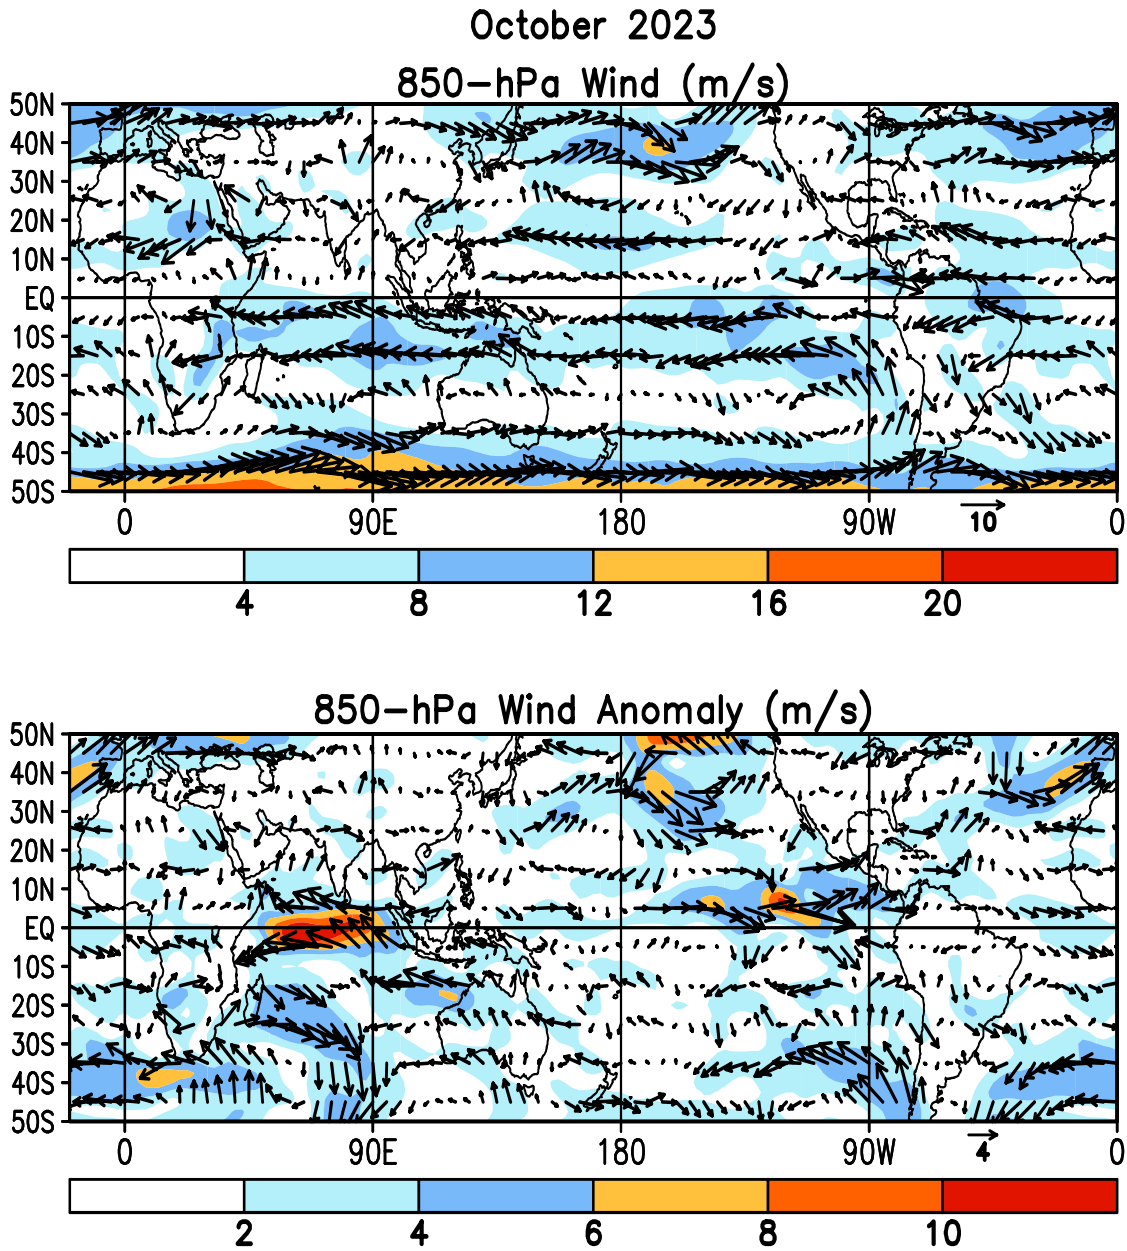 October 2023
850-hPa Wind (m/s)
50N
40N
30N
20N
10N
EQ
10S
20S
30S
40S
50S
0 90E 180 90W 0
10
4 8 12 16 20
850-hPa Wind Anomaly (m/s)
50N
40N
30N
20N
10N
EQ
10S
20S
30S
40S
50S
0 90E 180 90W 0
4
2 4 6 8 10